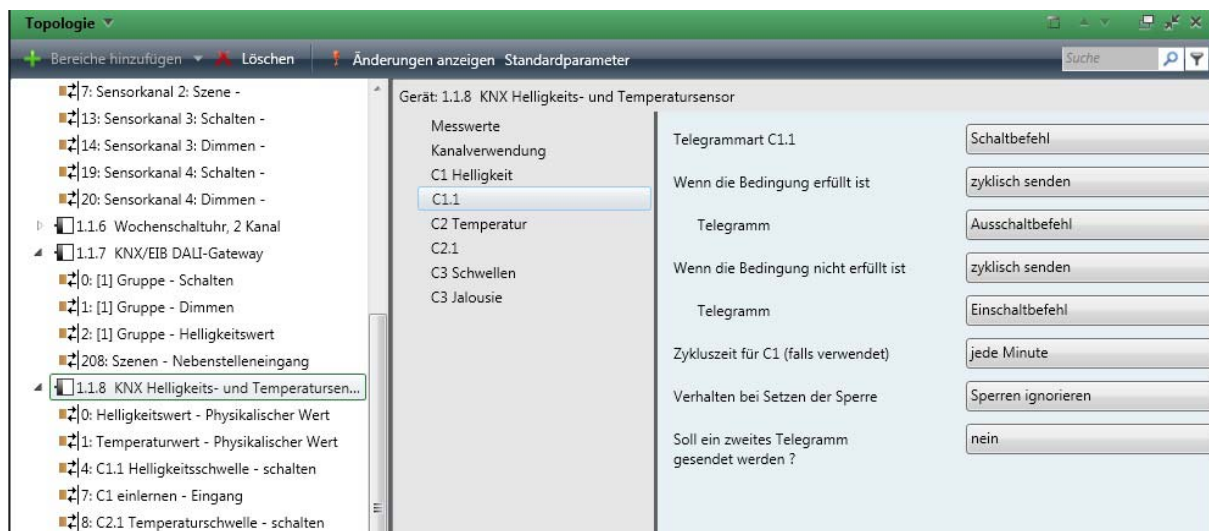 Topologie
Bereiche hinzufügen Löschen Änderungen anzeigen Standardparameter Suche
7: Sensorkanal 2: Szene -
13: Sensorkanal 3: Schalten -
14: Sensorkanal 3: Dimmen -
19: Sensorkanal 4: Schalten -
20: Sensorkanal 4: Dimmen -
1.1.6 Wochenschaltuhr, 2 Kanal
1.1.7 KNX/EIB DALI-Gateway
0: [1] Gruppe - Schalten
1: [1] Gruppe - Dimmen
2: [1] Gruppe - Helligkeitswert
208: Szenen - Nebenstelleneingang
1.1.8 KNX Helligkeits- und Temperatursen...
0: Helligkeitswert - Physikalischer Wert
1: Temperaturwert - Physikalischer Wert
4: C1.1 Helligkeitsschwelle - schalten
7: C1 einlernen - Eingang
8: C2.1 Temperaturschwelle - schalten
Gerät: 1.1.8 KNX Helligkeits- und Temperatursensor
Messwerte
Kanalverwendung
C1 Helligkeit
C1.1
C2 Temperatur
C2.1
C3 Schwellen
C3 Jalousie
Telegrammart C1.1 Schaltbefehl
Wenn die Bedingung erfüllt ist zyklisch senden
Telegramm Ausschaltbefehl
Wenn die Bedingung nicht erfüllt ist zyklisch senden
Telegramm Einschaltbefehl
Zykluszeit für C1 (falls verwendet) jede Minute
Verhalten bei Setzen der Sperre Sperren ignorieren
Soll ein zweites Telegramm nein
gesendet werden ?